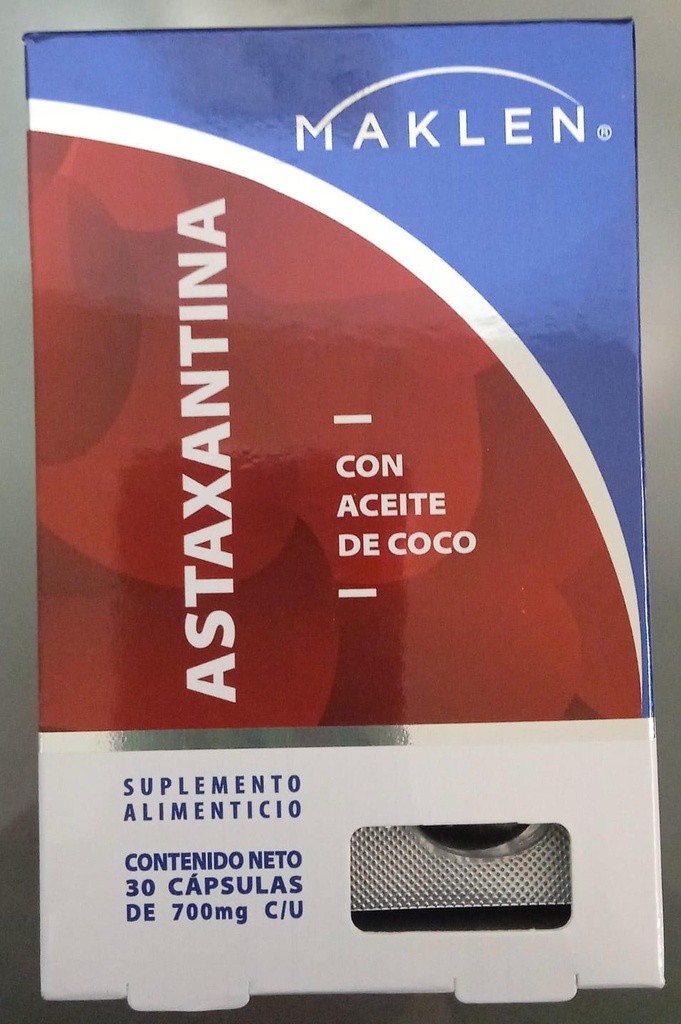 MAKLEN®
ASTAXANTINA
CON
ACEITE
DE COCO
SUPLEMENTO
ALIMENTICIO
CONTENIDO NETO
30 CÁPSULAS
DE 700mg C/U